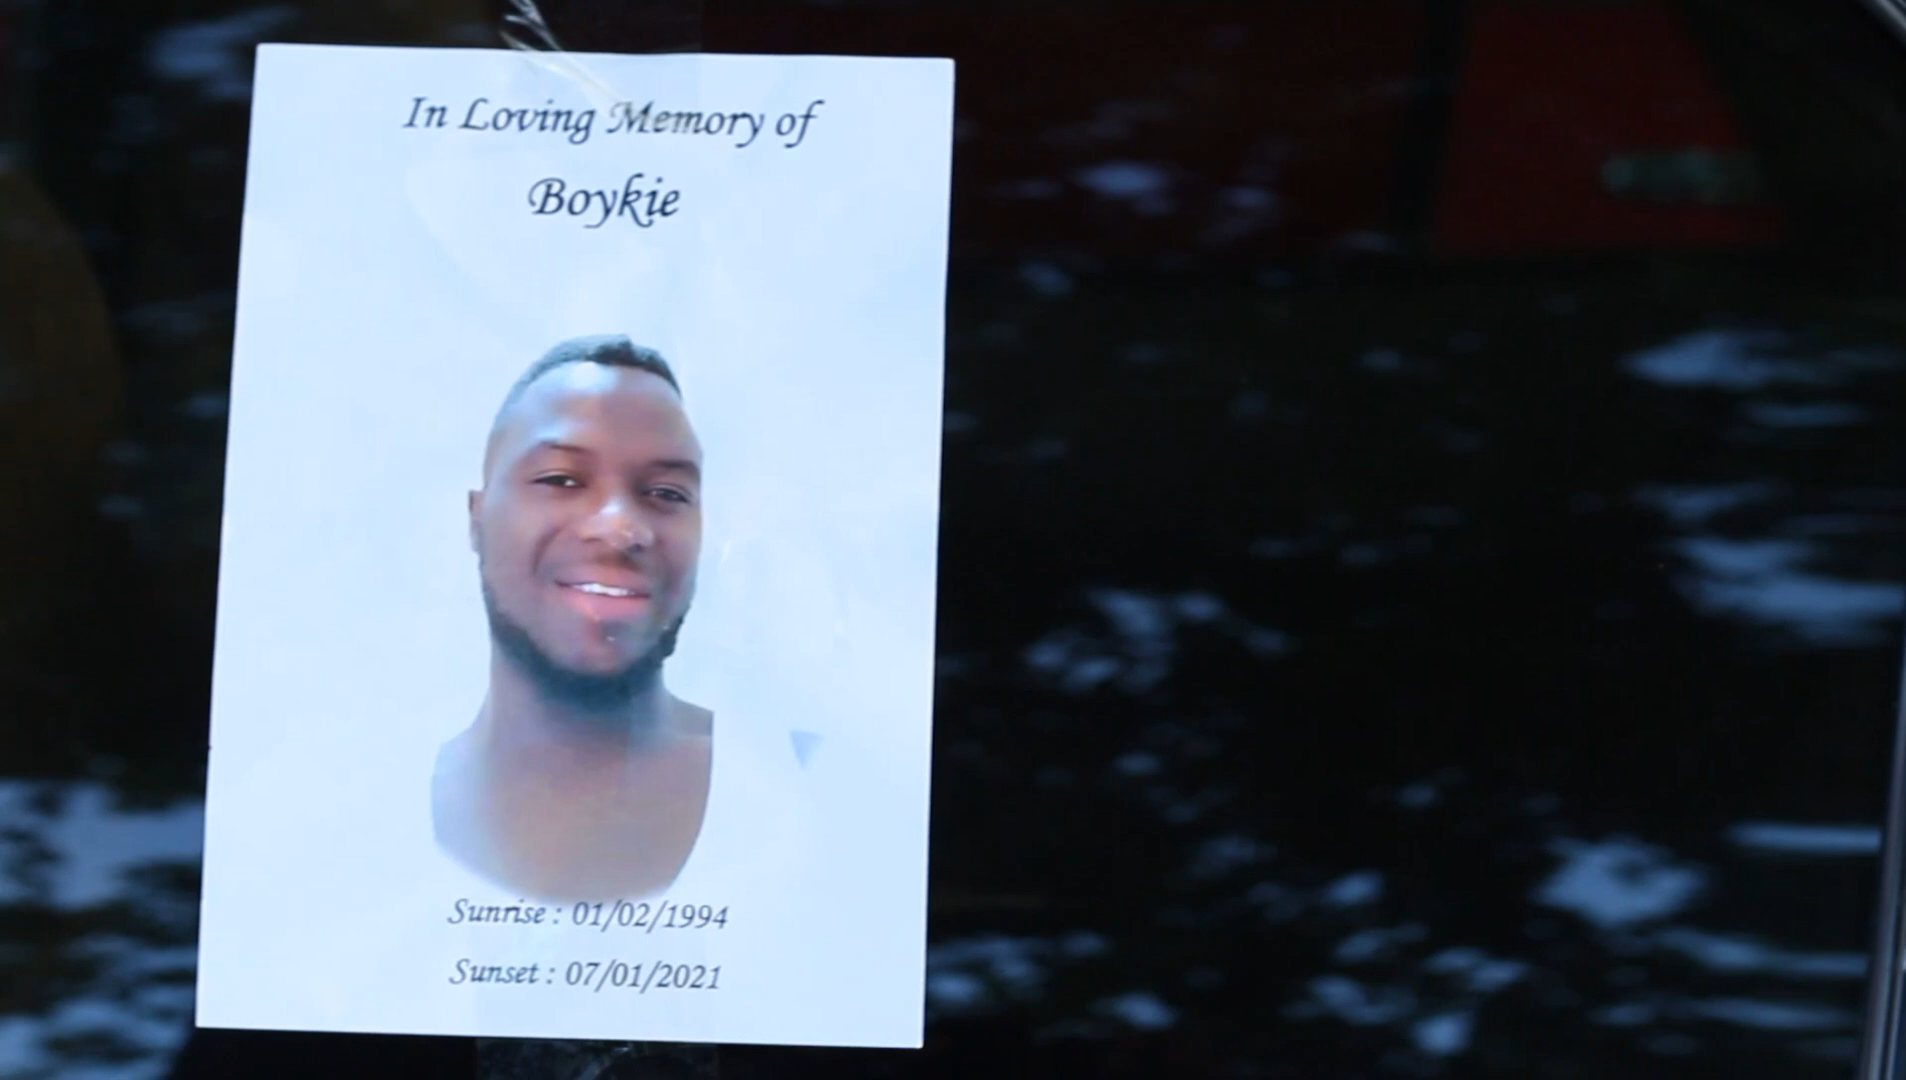 In Loving Memory of
Boykie
Sunrise : 01/02/1994
Sunset : 07/01/2021